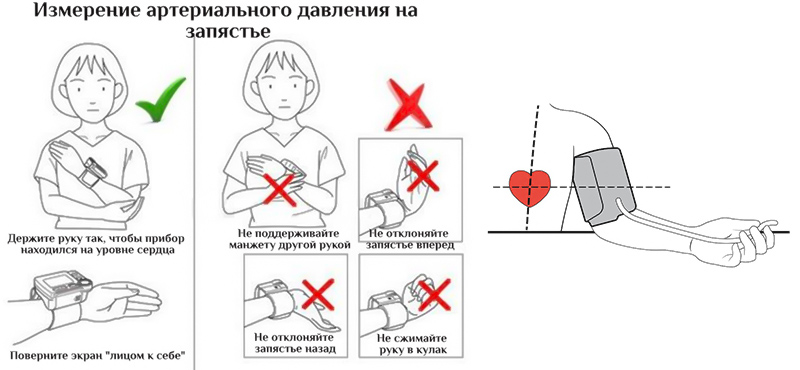 Измерение артериального давления на
запястье
Держите руку так, чтобы прибор
находился на уровне сердца
Поверните экран "лицом к себе"
Не поддерживайте
манжету другой рукой
Не отклоняйте
запястье вперед
Не отклоняйте
запястье назад
Не сжимайте
руку в кулак